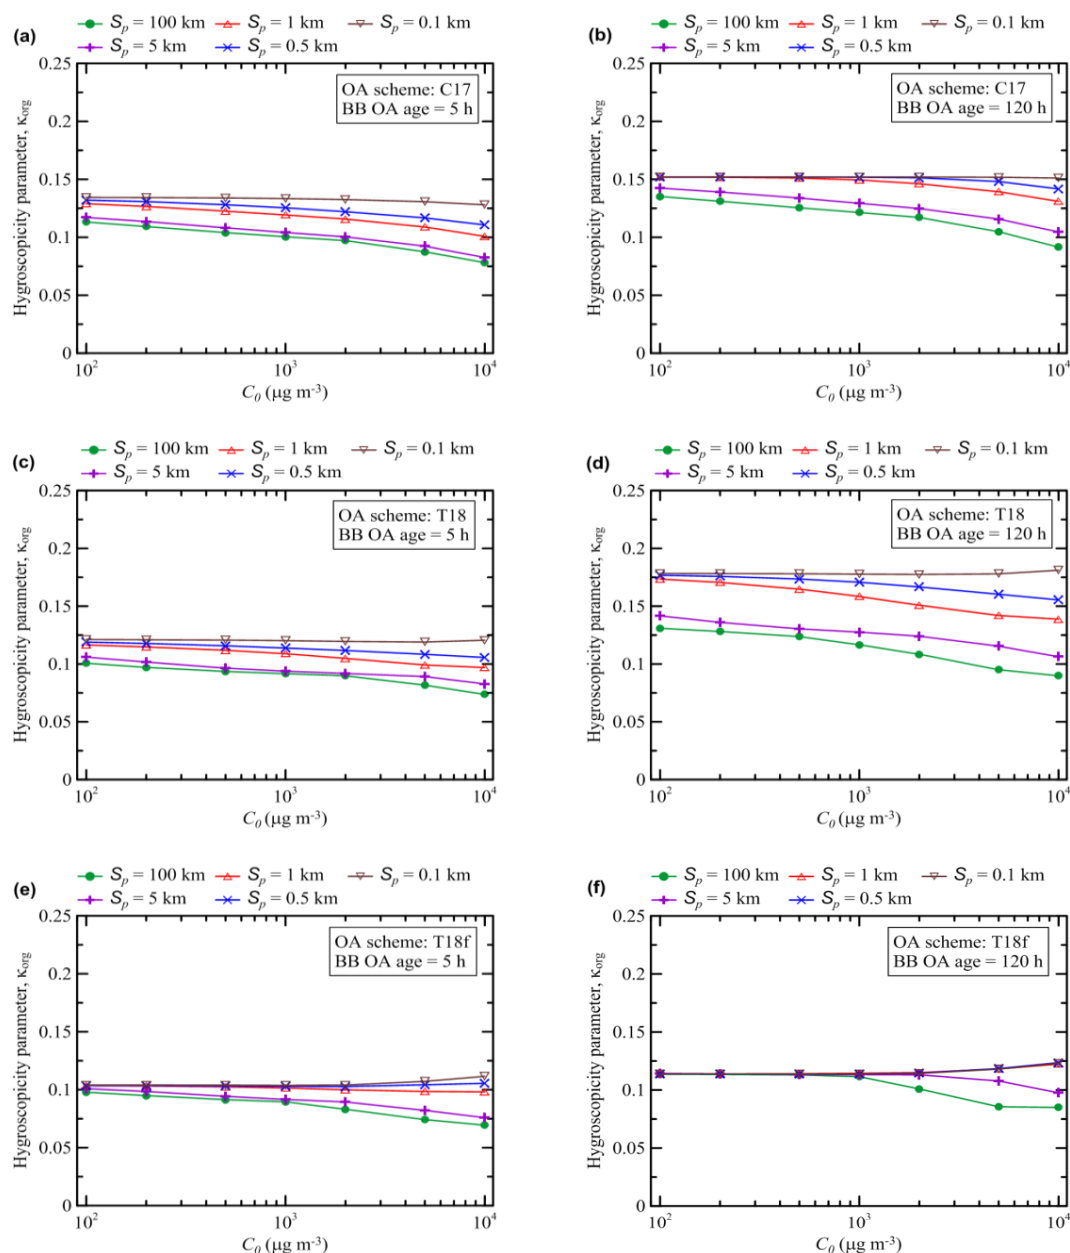 (a) Sp = 100 km Sp = 1 km Sp = 0.1 km
Sp = 5 km Sp = 0.5 km
0.25
0.2
0.15
0.1
0.05
0
Hygroscopicity parameter, κorg
OA scheme: C17
BB OA age = 5 h
10² 10³ 10⁴
C0 (μg m⁻³)
(b) Sp = 100 km Sp = 1 km Sp = 0.1 km
Sp = 5 km Sp = 0.5 km
0.25
0.2
0.15
0.1
0.05
0
Hygroscopicity parameter, κorg
OA scheme: C17
BB OA age = 120 h
10² 10³ 10⁴
C0 (μg m⁻³)
(c) Sp = 100 km Sp = 1 km Sp = 0.1 km
Sp = 5 km Sp = 0.5 km
0.25
0.2
0.15
0.1
0.05
0
Hygroscopicity parameter, κorg
OA scheme: T18
BB OA age = 5 h
10² 10³ 10⁴
C0 (μg m⁻³)
(d) Sp = 100 km Sp = 1 km Sp = 0.1 km
Sp = 5 km Sp = 0.5 km
0.25
0.2
0.15
0.1
0.05
0
Hygroscopicity parameter, κorg
OA scheme: T18
BB OA age = 120 h
10² 10³ 10⁴
C0 (μg m⁻³)
(e) Sp = 100 km Sp = 1 km Sp = 0.1 km
Sp = 5 km Sp = 0.5 km
0.25
0.2
0.15
0.1
0.05
0
Hygroscopicity parameter, κorg
OA scheme: T18f
BB OA age = 5 h
10² 10³ 10⁴
C0 (μg m⁻³)
(f) Sp = 100 km Sp = 1 km Sp = 0.1 km
Sp = 5 km Sp = 0.5 km
0.25
0.2
0.15
0.1
0.05
0
Hygroscopicity parameter, κorg
OA scheme: T18f
BB OA age = 120 h
10² 10³ 10⁴
C0 (μg m⁻³)